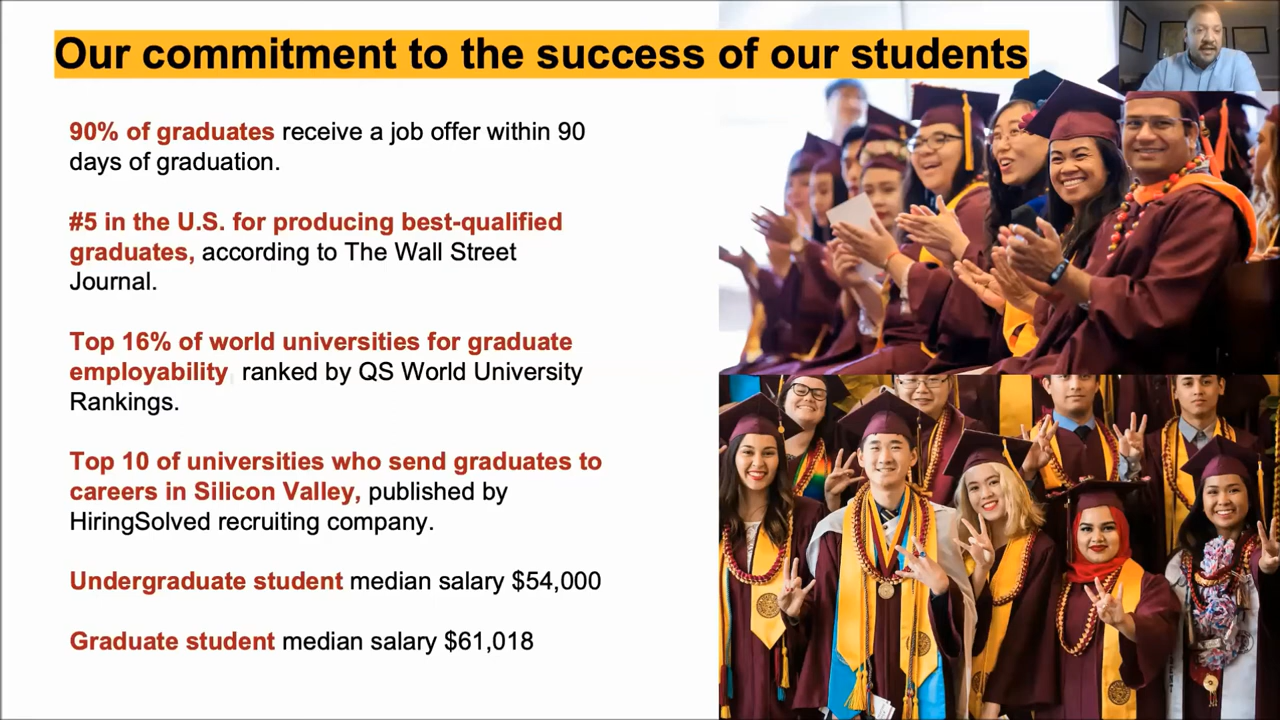 Our commitment to the success of our students
90% of graduates receive a job offer within 90
days of graduation.
#5 in the U.S. for producing best-qualified
graduates, according to The Wall Street
Journal.
Top 16% of world universities for graduate
employability, ranked by QS World University
Rankings.
Top 10 of universities who send graduates to
careers in Silicon Valley, published by
HiringSolved recruiting company.
Undergraduate student median salary $54,000
Graduate student median salary $61,018